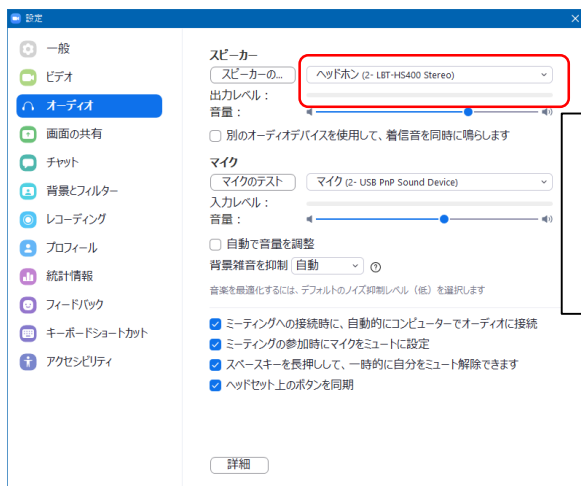 設定
一般
ビデオ
オーディオ
画面の共有
チャット
背景とフィルター
レコーディング
プロフィール
統計情報
フィードバック
キーボードショートカット
アクセシビリティ
スピーカー
スピーカーの... ヘッドホン (2- LBT-HS400 Stereo)
出力レベル：
音量：
別のオーディオデバイスを使用して、着信音を同時に鳴らします
マイク
マイクのテスト マイク (2- USB PnP Sound Device)
入力レベル：
音量：
自動で音量を調整
背景雑音を抑制 自動
音楽を最適化するには、デフォルトのノイズ抑制レベル（低）を選択します
ミーティングへの接続時に、自動的にコンピューターでオーディオに接続
ミーティングの参加時にマイクをミュートに設定
スペースキーを長押しして、一時的に自分をミュート解除できます
ヘッドセット上のボタンを同期
詳細